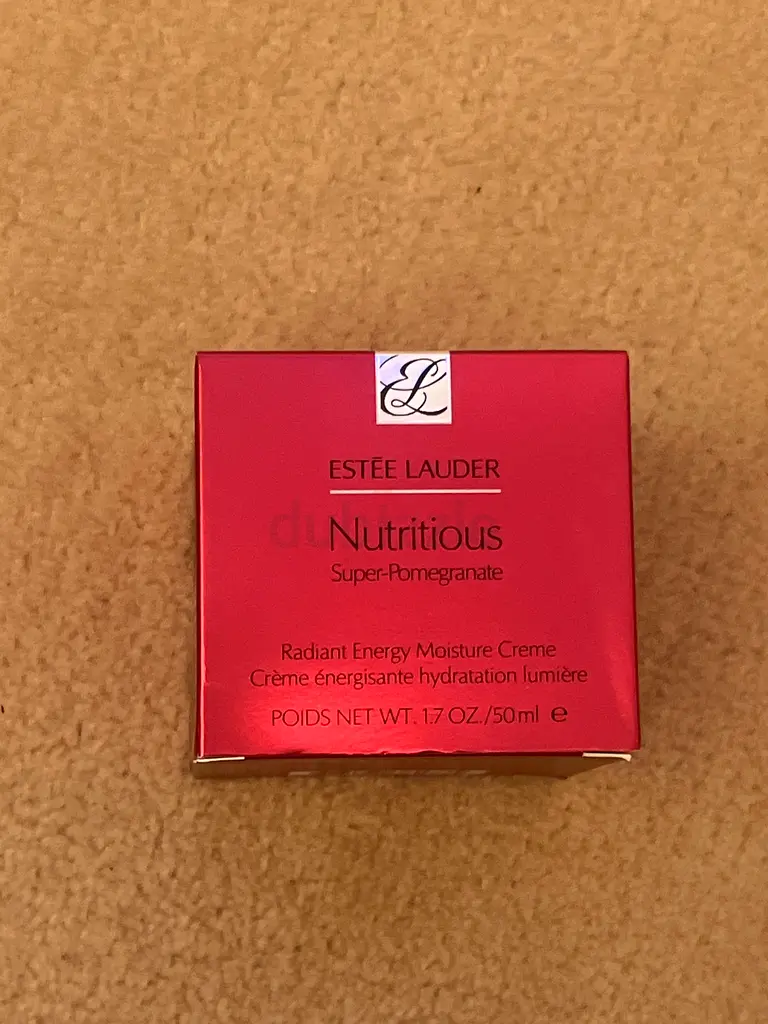 EL
ESTĒE LAUDER
Nutritious
Super-Pomegranate
Radiant Energy Moisture Creme
Crème énergisante hydratation lumière
POIDS NET WT. 1.7 OZ./50ml e